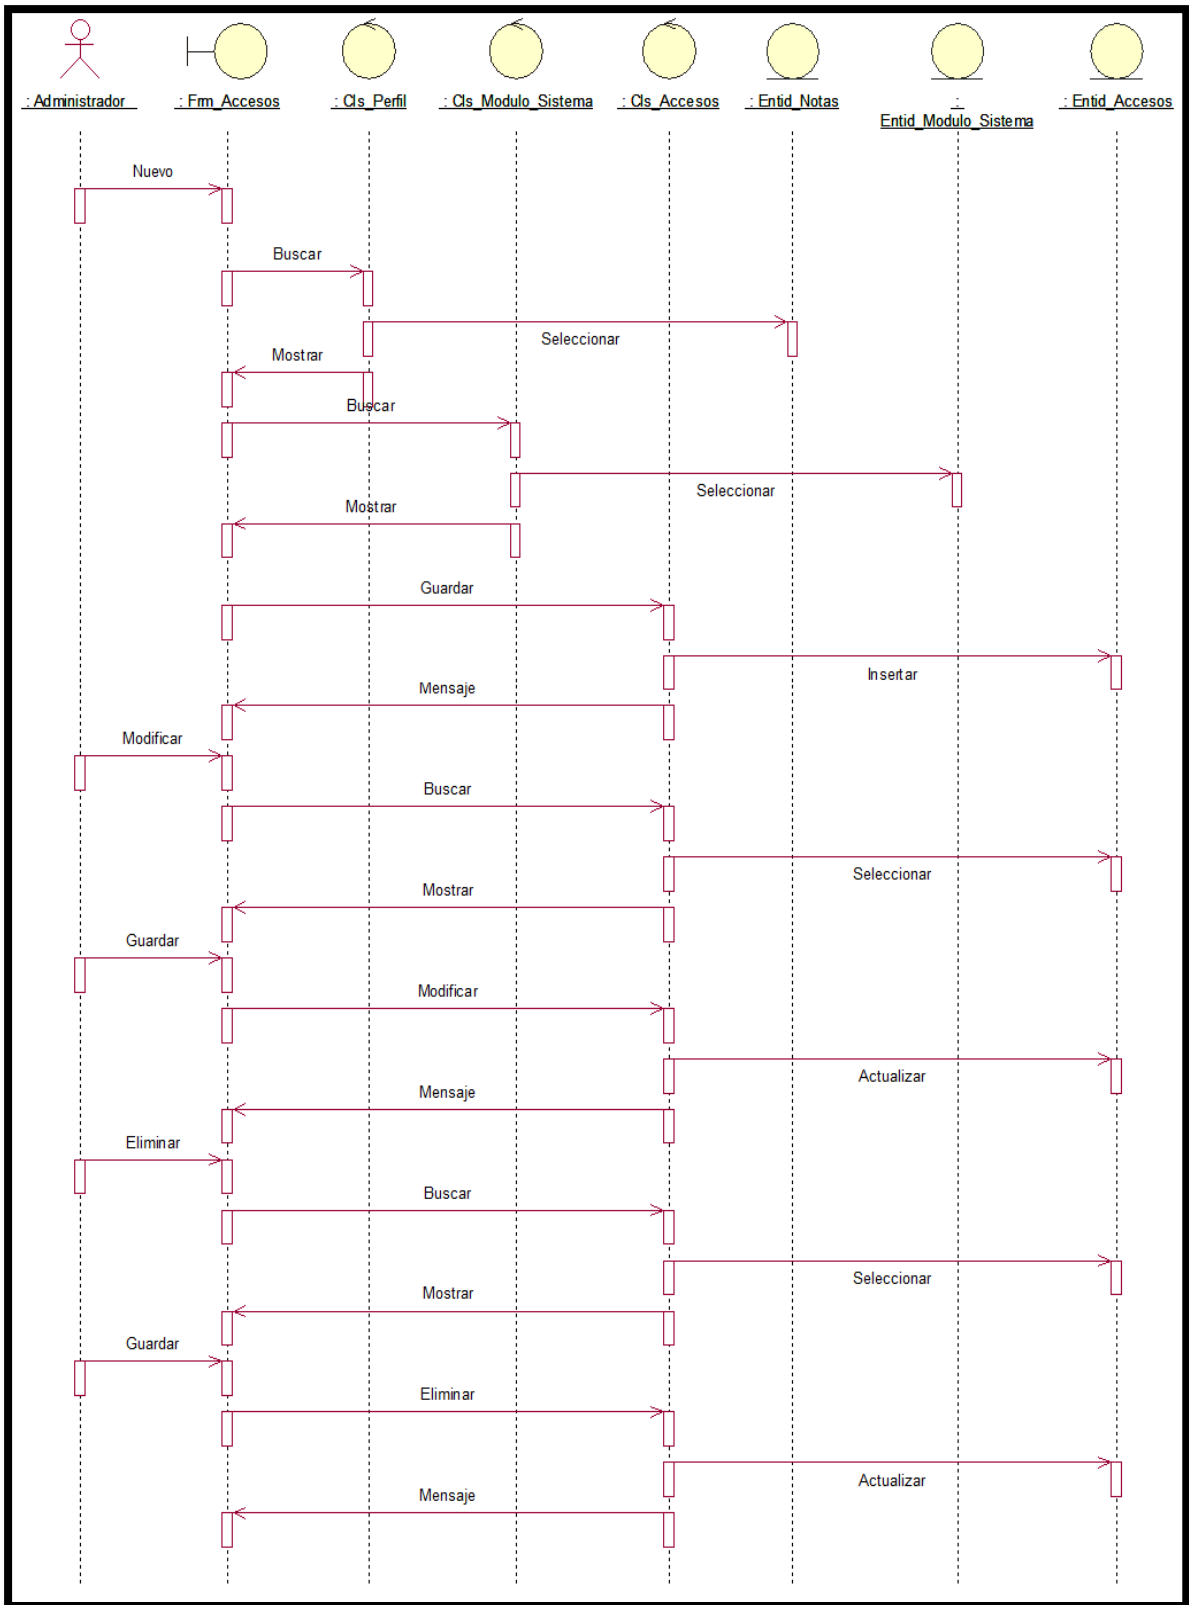 : Administrador
: Frm_Accesos
: Cls_Perfil
: Cls_Modulo_Sistema
: Cls_Accesos
: Entid_Notas
:
Entid_Modulo_Sistema
: Entid_Accesos
Nuevo
Buscar
Seleccionar
Mostrar
Buscar
Seleccionar
Mostrar
Guardar
Insertar
Mensaje
Modificar
Buscar
Seleccionar
Mostrar
Guardar
Modificar
Actualizar
Mensaje
Eliminar
Buscar
Seleccionar
Mostrar
Guardar
Eliminar
Actualizar
Mensaje